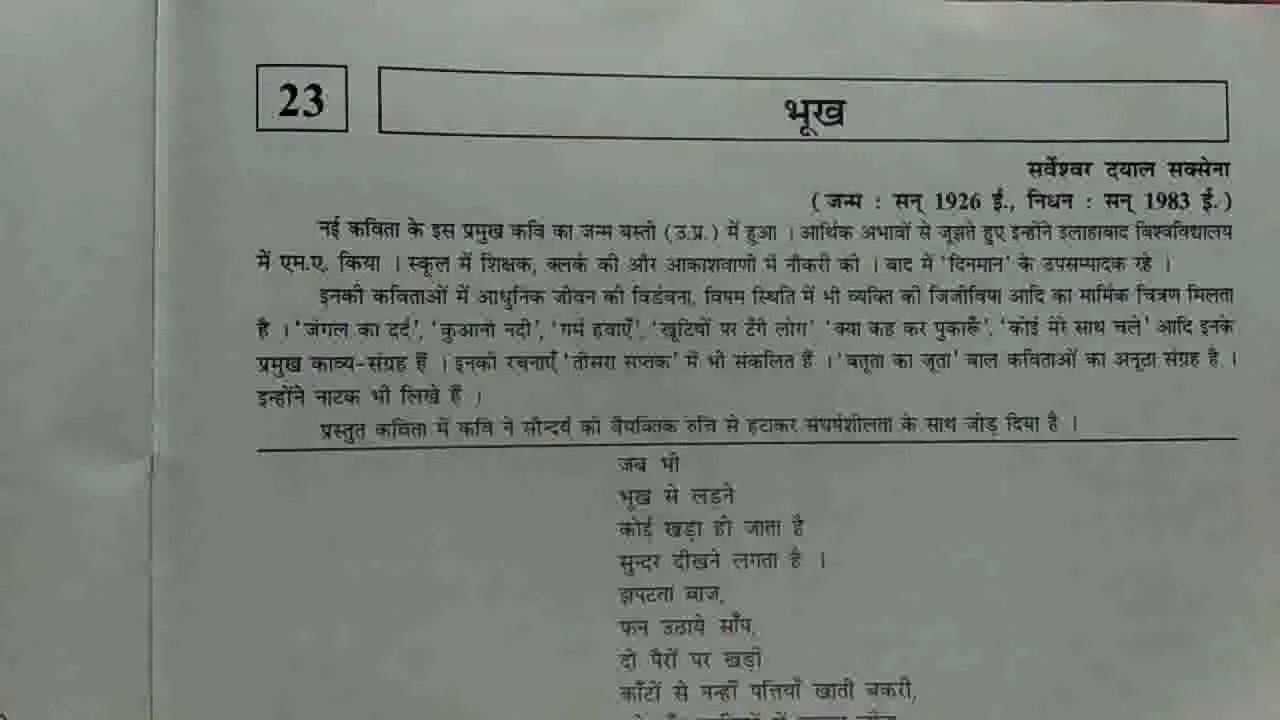 23
भूख
सर्वेश्वर दयाल सक्सेना
( जन्म : सन् 1926 ई., निधन : सन् 1983 ई. )
नई कविता के इस प्रमुख कवि का जन्म बस्ती (उ.प्र.) में हुआ । आर्थिक अभावों से जूझते हुए इन्होंने इलाहाबाद विश्वविद्यालय
में एम.ए. किया । स्कूल में शिक्षक, क्लर्क की और आकाशवाणी में नौकरी की । बाद में 'दिनमान' के उपसम्पादक रहे ।
इनकी कविताओं में आधुनिक जीवन की विडंबना, विषम स्थिति में भी व्यक्ति की जिजीविषा आदि का मार्मिक चित्रण मिलता
है । 'जंगल का दर्द', 'कुआनो नदी', 'गर्म हवाएँ', 'खूटियों पर टँगे लोग' 'क्या कह कर पुकारूँ', 'कोई मेरे साथ चले' आदि इनके
प्रमुख काव्य-संग्रह हैं । इनकी रचनाएँ 'तीसरा सप्तक' में भी संकलित हैं । 'बतूता का जूता' बाल कविताओं का अनूठा संग्रह है ।
इन्होंने नाटक भी लिखे हैं ।
प्रस्तुत कविता में कवि ने सौन्दर्य को वैयक्तिक रुचि से हटाकर संघर्षशीलता के साथ जोड़ दिया है ।
जब भी
भूख से लड़ने
कोई खड़ा हो जाता है
सुन्दर दीखने लगता है ।
झपटता बाज,
फन उठाये साँप,
दो पैरों पर खड़ी
काँटों से नन्हीं पत्तियाँ खाती बकरी,